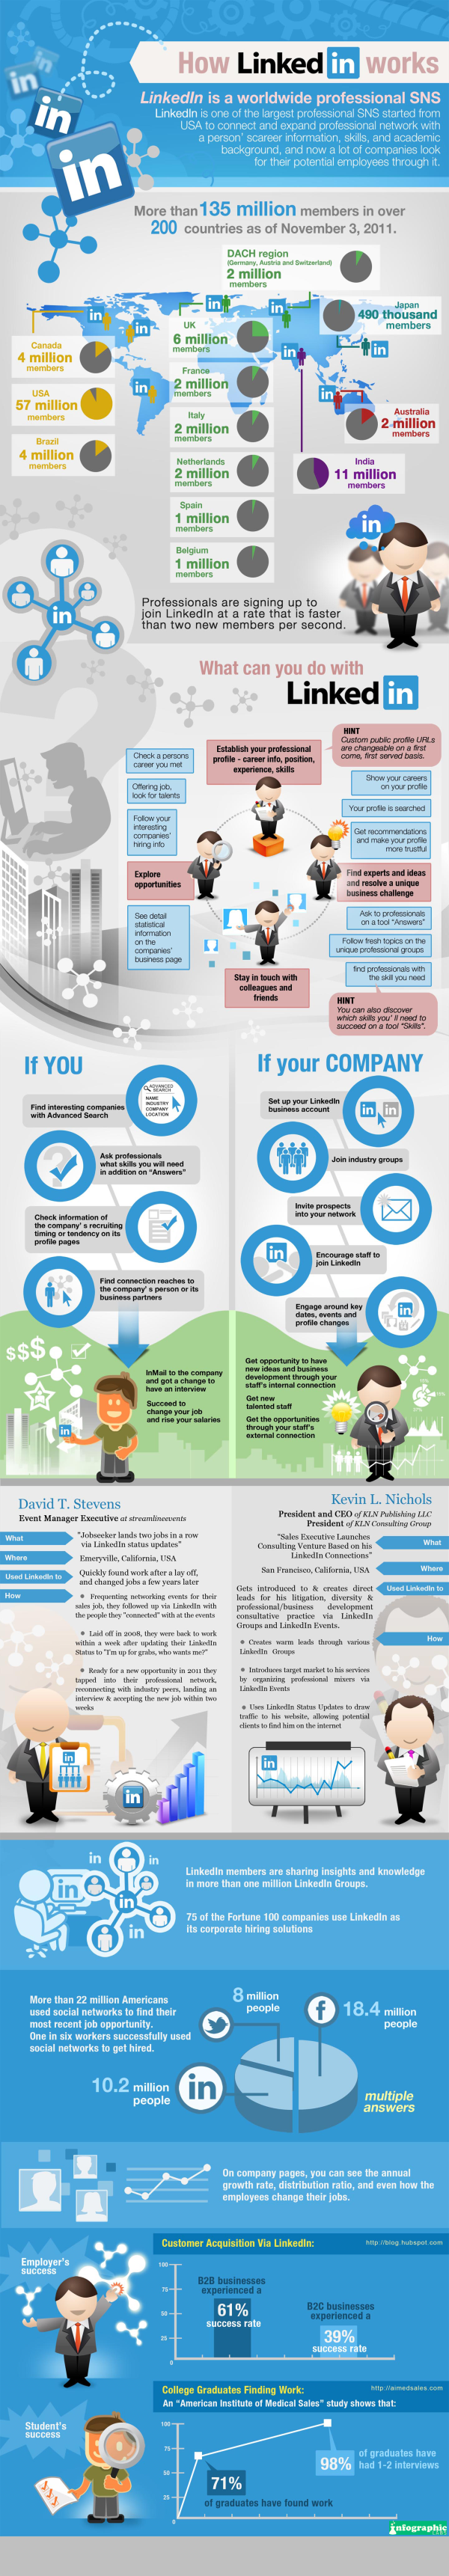 How Linked in works
LinkedIn is a worldwide professional SNS
LinkedIn is one of the largest professional SNS started from
USA to connect and expand professional network with
a person' scareer information, skills, and academic
background, and now a lot of companies look
for their potential employees through it.
More than 135 million members in over
200 countries as of November 3, 2011.
DACH region
(Germany, Austria and Switzerland)
2 million
members
Japan
490 thousand
members
UK
6 million
members
Canada
4 million
members
France
2 million
members
USA
57 million
members
Italy
2 million
members
Australia
2 million
members
Brazil
4 million
members
Netherlands
2 million
members
India
11 million
members
Spain
1 million
members
Belgium
1 million
members
Professionals are signing up to
join LinkedIn at a rate that is faster
than two new members per second.
What can you do with
Linked in
HINT
Custom public profile URLs
are changeable on a first
come, first served basis.
Establish your professional
profile - career info, position,
experience, skills
Check a persons
career you met
Offering job,
look for talents
Follow your
interesting
companies'
hiring info
Explore
opportunities
See detail
statistical
information
on the
companies'
business page
Show your careers
on your profile
Your profile is searched
Get recommendations
and make your profile
more trustful
Find experts and ideas
and resolve a unique
business challenge
Ask to professionals
on a tool "Answers"
Follow fresh topics on the
unique professional groups
find professionals with
the skill you need
Stay in touch with
colleagues and
friends
HINT
You can also discover
which skills you' ll need to
succeed on a tool "Skills".
If YOU
Find interesting companies
with Advanced Search
ADVANCED
SEARCH
NAME
INDUSTRY
COMPANY
LOCATION
Ask professionals
what skills you will need
in addition on "Answers"
Check information of
the company' s recruiting
timing or tendency on its
profile pages
Find connection reaches to
the company' s person or its
business partners
InMail to the company
and got a change to
have an interview
Succeed to
change your job
and rise your salaries
If your COMPANY
Set up your LinkedIn
business account
Join industry groups
Invite prospects
into your network
Encourage staff to
join LinkedIn
Engage around key
dates, events and
profile changes
Get opportunity to have
new ideas and business
development through your
staff's internal connection
Get new
talented staff
Get the opportunities
through your staff's
external connection
David T. Stevens
Event Manager Executive at streamlinevents
What
"Jobseeker lands two jobs in a row
via LinkedIn status updates"
Where
Emeryville, California, USA
Used LinkedIn to
Quickly found work after a lay off,
and changed jobs a few years later
How
Frequenting networking events for their
sales job, they followed up via LinkedIn with
the people they "connected" with at the events
Laid off in 2008, they were back to work
within a week after updating their LinkedIn
Status to "I'm up for grabs, who wants me?"
Ready for a new opportunity in 2011 they
tapped into their professional network,
reconnecting with industry peers, landing an
interview & accepting the new job within two
weeks
Kevin L. Nichols
President and CEO of KLN Publishing LLC
President of KLN Consulting Group
What
"Sales Executive Launches
Consulting Venture Based on his
LinkedIn Connections"
Where
San Francisco, California, USA
Used LinkedIn to
Gets introduced to & creates direct
leads for his litigation, diversity &
professional/business development
consultative practice via LinkedIn
Groups and LinkedIn Events.
How
Creates warm leads through various
LinkedIn Groups
Introduces target market to his services
by organizing professional mixers via
LinkedIn Events
Uses LinkedIn Status Updates to draw
traffic to his website, allowing potential
clients to find him on the internet
LinkedIn members are sharing insights and knowledge
in more than one million LinkedIn Groups.
75 of the Fortune 100 companies use LinkedIn as
its corporate hiring solutions
More than 22 million Americans
used social networks to find their
most recent job opportunity.
One in six workers successfully used
social networks to get hired.
8 million
people
18.4 million
people
10.2 million
people
multiple
answers
On company pages, you can see the annual
growth rate, distribution ratio, and even how the
employees change their jobs.
Employer's
success
Customer Acquisition Via LinkedIn:
http://blog.hubspot.com
100
75
50
25
0
B2B businesses
experienced a
61%
success rate
B2C businesses
experienced a
39%
success rate
Student's
success
College Graduates Finding Work:
http://aimedsales.com
An "American Institute of Medical Sales" study shows that:
100
75
50
25
0
71%
of graduates have found work
98%
of graduates have
had 1-2 interviews
infographic